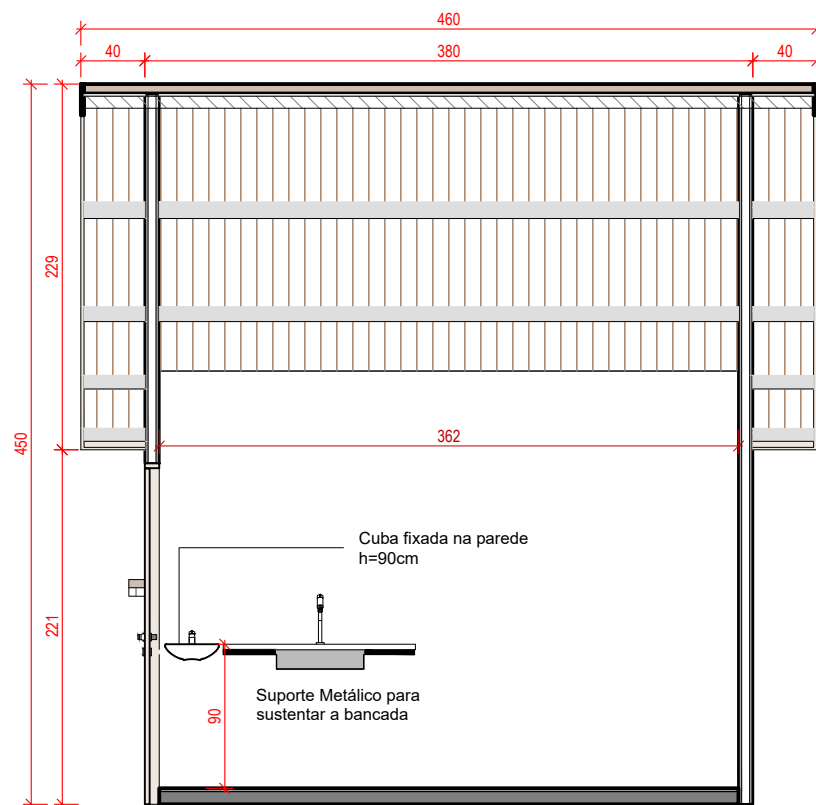 460
40
380
40
229
450
362
Cuba fixada na parede
h=90cm
221
Suporte Metálico para
sustentar a bancada
90